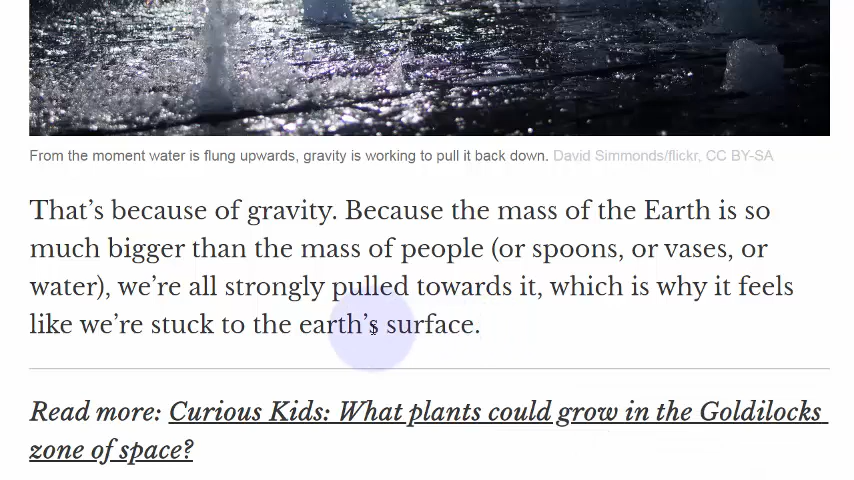 From the moment water is flung upwards, gravity is working to pull it back down. David Simmonds/flickr, CC BY-SA
That’s because of gravity. Because the mass of the Earth is so
much bigger than the mass of people (or spoons, or vases, or
water), we’re all strongly pulled towards it, which is why it feels
like we’re stuck to the earth’s surface.
Read more: Curious Kids: What plants could grow in the Goldilocks
zone of space?